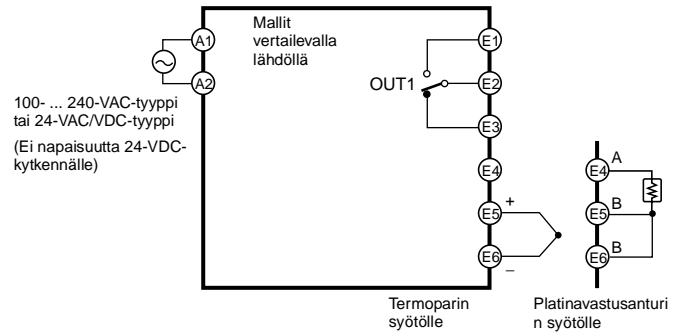 Mallit
vertailevalla
lähdöllä
A1
A2
100- ... 240-VAC-tyyppi
tai 24-VAC/VDC-tyyppi
(Ei napaisuutta 24-VDC-
kytkennälle)
OUT1
E1
E2
E3
E4
E5
E6
+
–
E4
E5
E6
A
B
B
Termoparin
syötölle
Platinavastusanturi
n syötölle